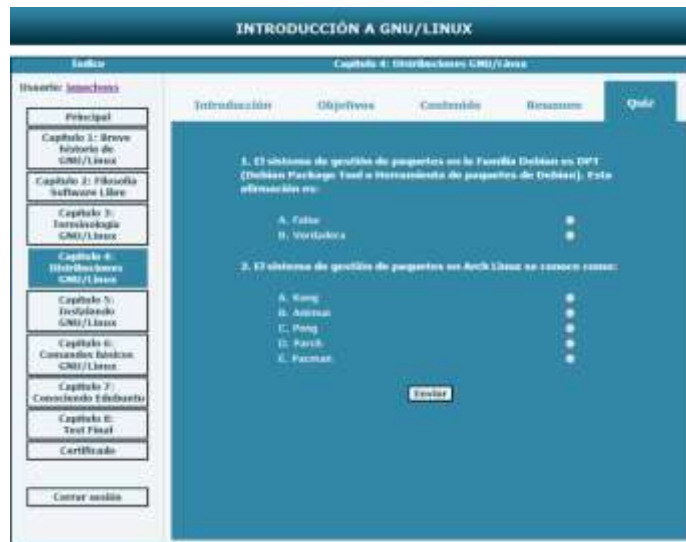 INTRODUCCIÓN A GNU/LINUX
Índice
Capítulo 4: Distribuciones GNU/Linux
Usuario:
Introducción
Objetivos
Contenido
Resumen
Quiz
Principal
Capítulo 1: Breve
historia de
GNU/Linux
Capítulo 2: Filosofía
Software Libre
Capítulo 3:
Terminología
GNU/Linux
Capítulo 4:
Distribuciones
GNU/Linux
Capítulo 5:
Instalando
GNU/Linux
Capítulo 6:
Comandos básicos
GNU/Linux
Capítulo 7:
Conociendo Edubuntu
Capítulo 8:
Test Final
Certificado
Cerrar sesión
1. El sistema de gestión de paquetes en la Familia Debian es DPT
(Debian Package Tool o Herramienta de paquetes de Debian). Esta
afirmación es:
A. Falsa
B. Verdadera
2. El sistema de gestión de paquetes en Arch Linux se conoce como:
A. Kong
B. Animus
C. Pong
D. Parch
E. Pacman
Enviar